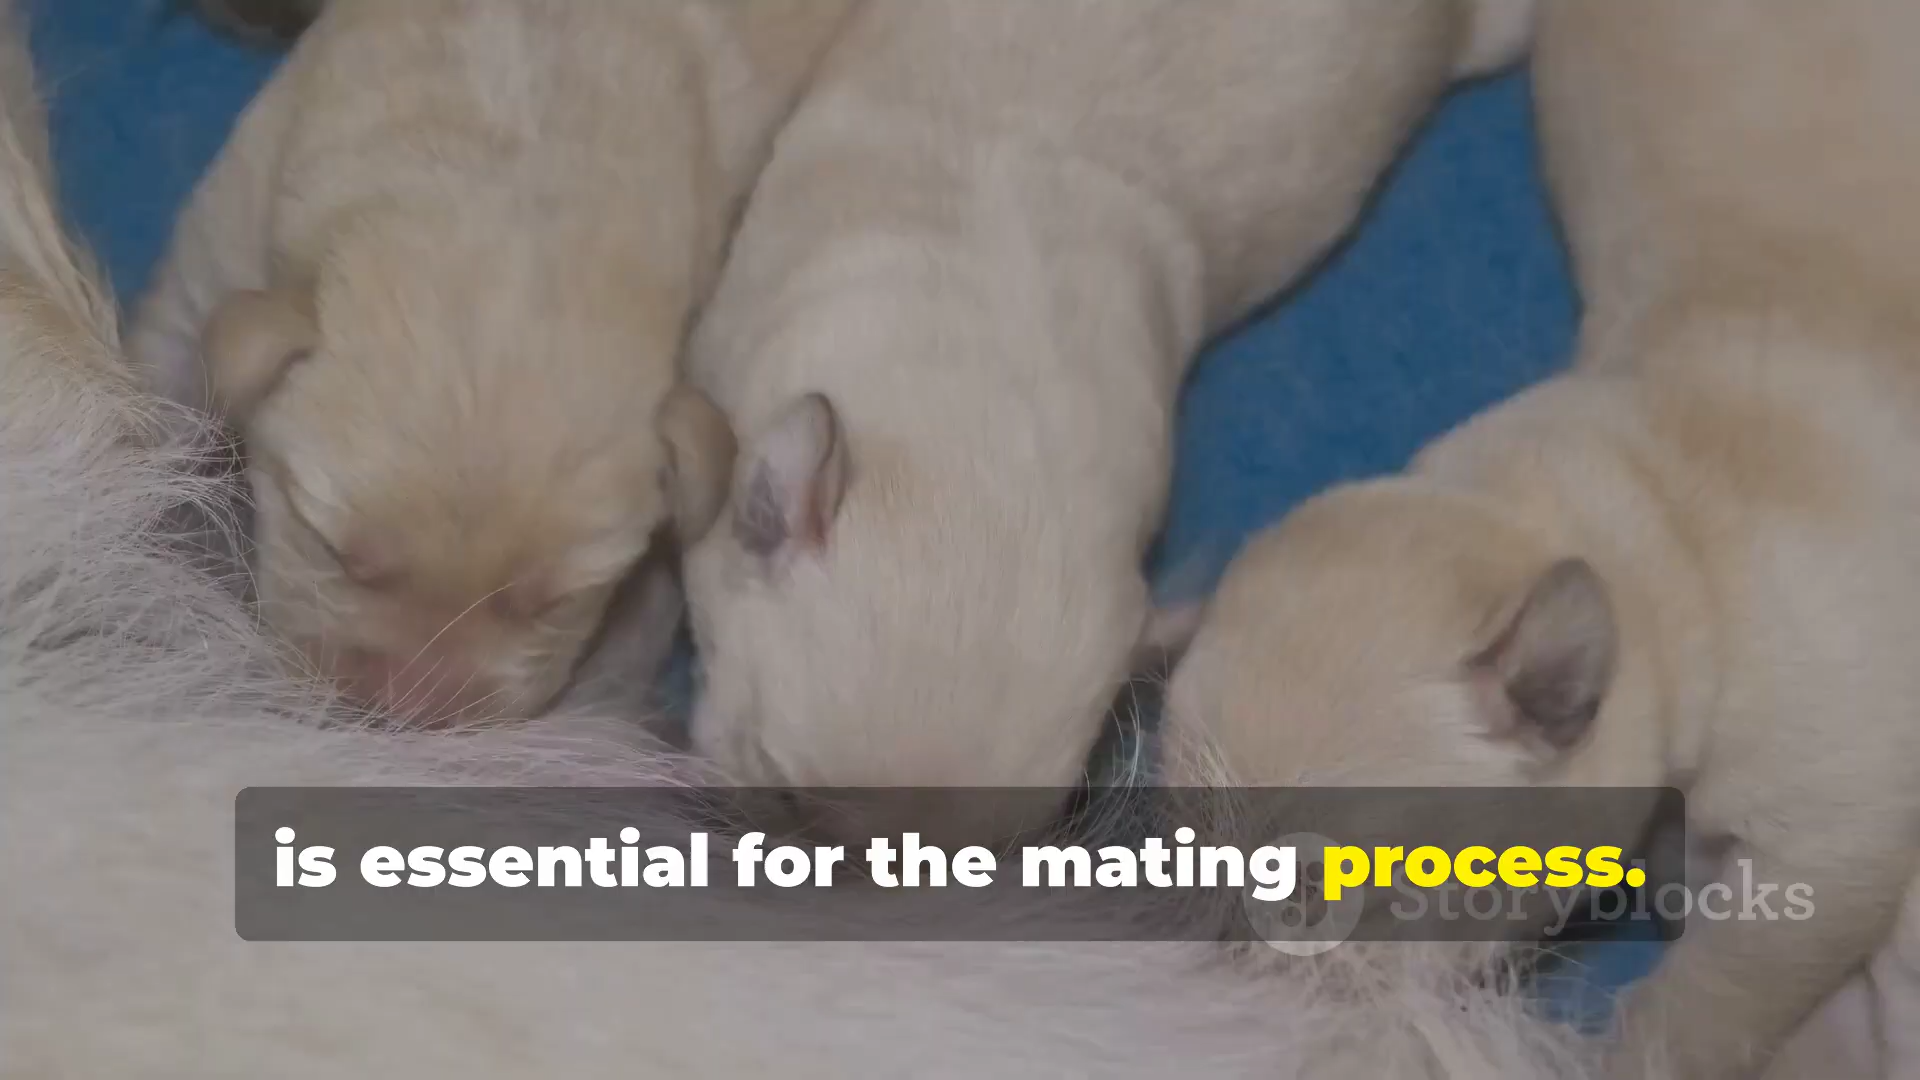 is essential for the mating process.
Storyblocks